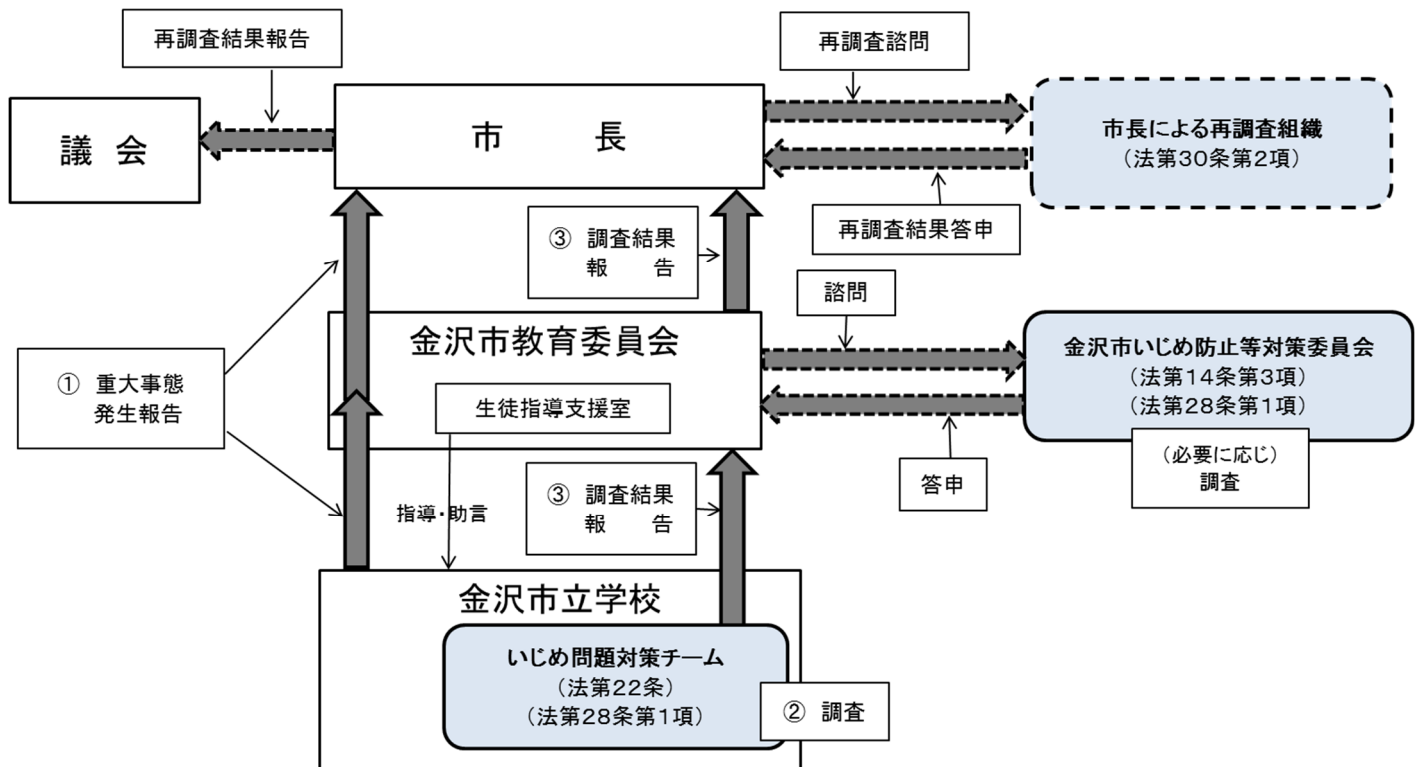 再調査結果報告
再調査諮問
議 会
市 長
市長による再調査組織
（法第30条第2項）
再調査結果答申
③ 調査結果
報 告
諮問
① 重大事態
発生報告
金沢市教育委員会
生徒指導支援室
金沢市いじめ防止等対策委員会
（法第14条第3項）
（法第28条第1項）
（必要に応じ）
調査
答申
指導・助言
③ 調査結果
報 告
金沢市立学校
いじめ問題対策チーム
（法第22条）
（法第28条第1項）
② 調査